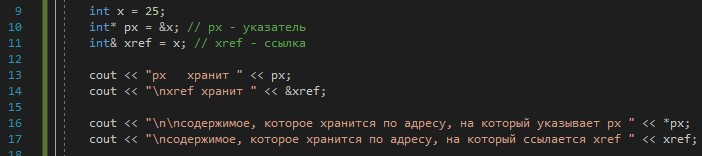 9 int x = 25;
10 int* px = &x; // px - указатель
11 int& xref = x; // xref - ссылка
12
13 cout << "px   хранит " << px;
14 cout << "\nxref хранит " << &xref;
15
16 cout << "\n\nсодержимое, которое хранится по адресу, на который указывает px " << *px;
17 cout << "\nсодержимое, которое хранится по адресу, на который ссылается xref " << xref;
18